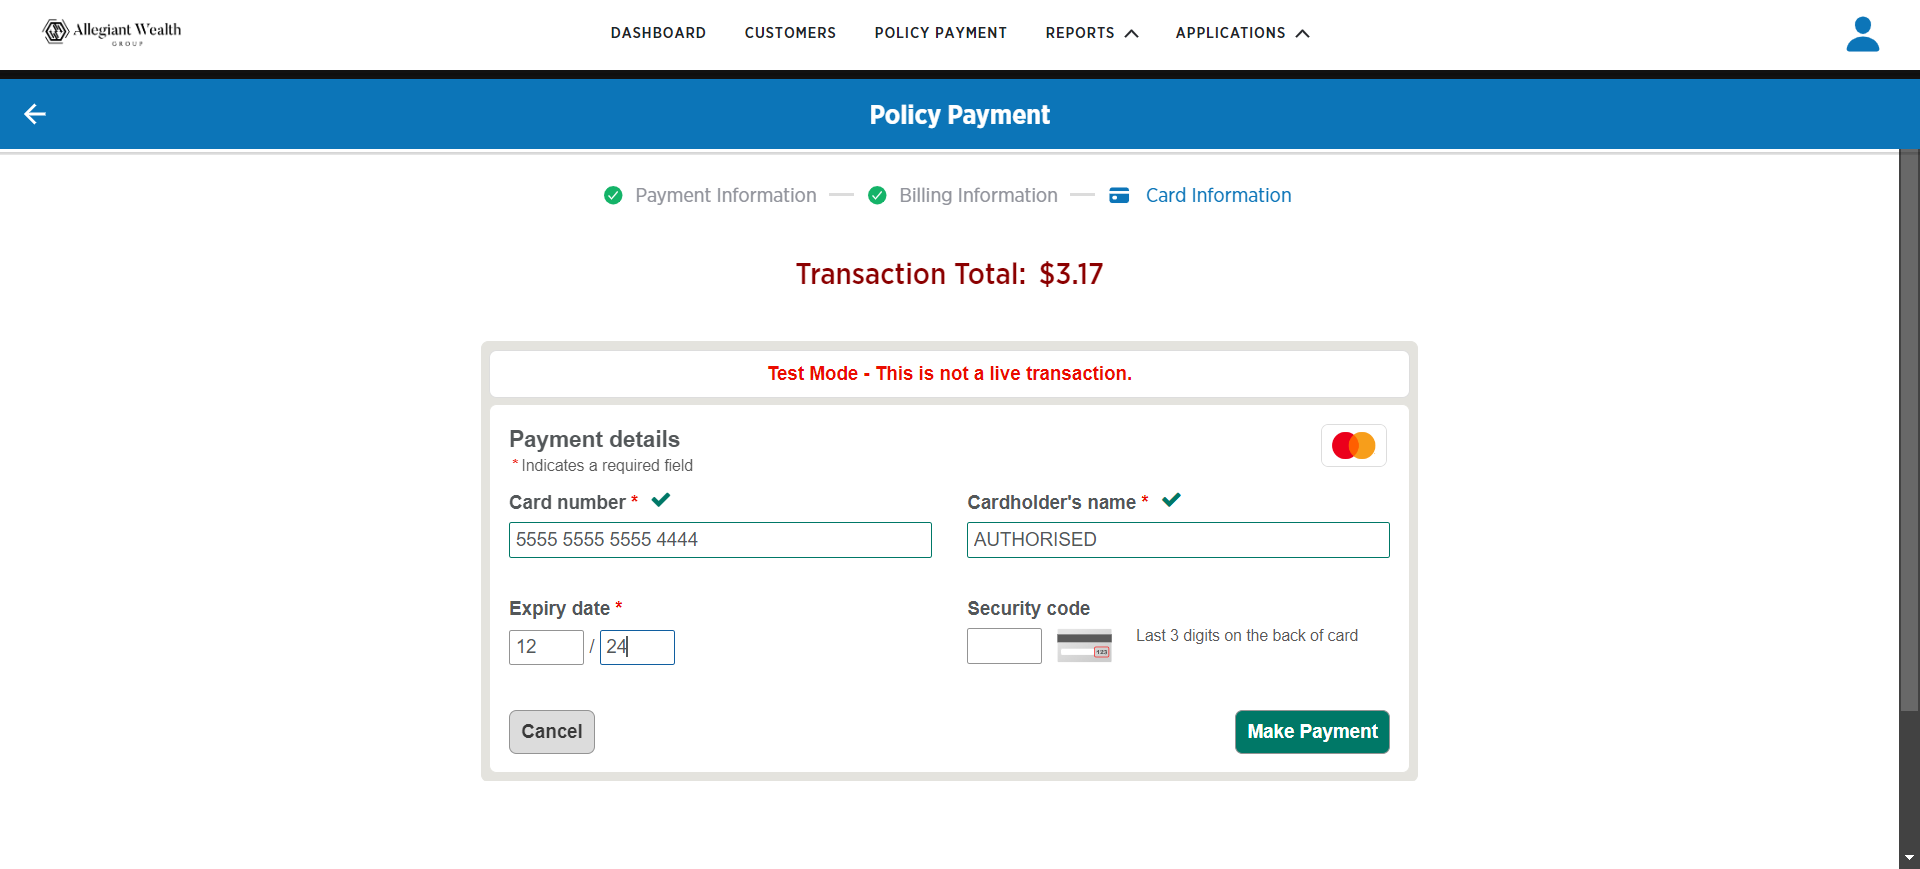 Allegiant Wealth
GROUP
DASHBOARD CUSTOMERS POLICY PAYMENT REPORTS APPLICATIONS
Policy Payment
Payment Information Billing Information Card Information
Transaction Total: $3.17
Test Mode - This is not a live transaction.
Payment details
* Indicates a required field
Card number * Cardholder's name *
5555 5555 5555 4444 AUTHORISED
Expiry date * Security code
12 / 24 123 Last 3 digits on the back of card
Cancel Make Payment